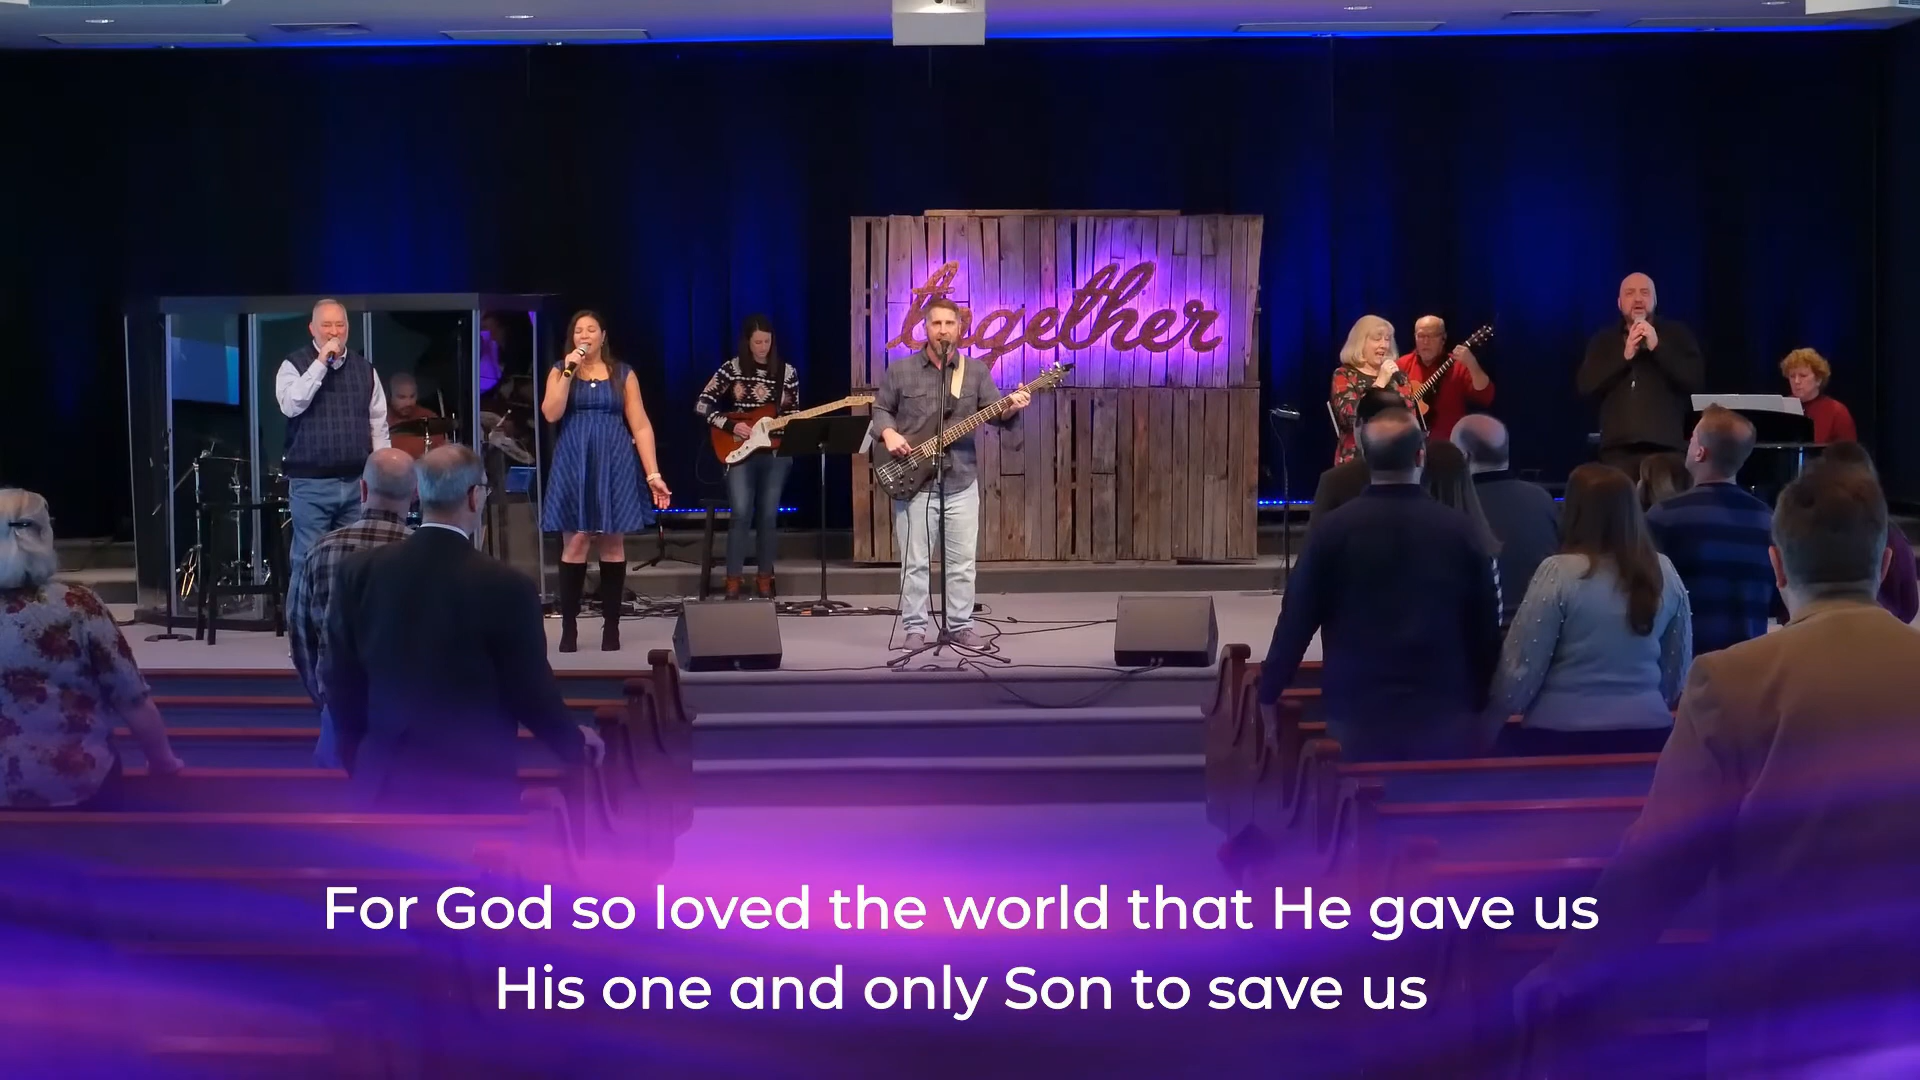 together
For God so loved the world that He gave us
His one and only Son to save us